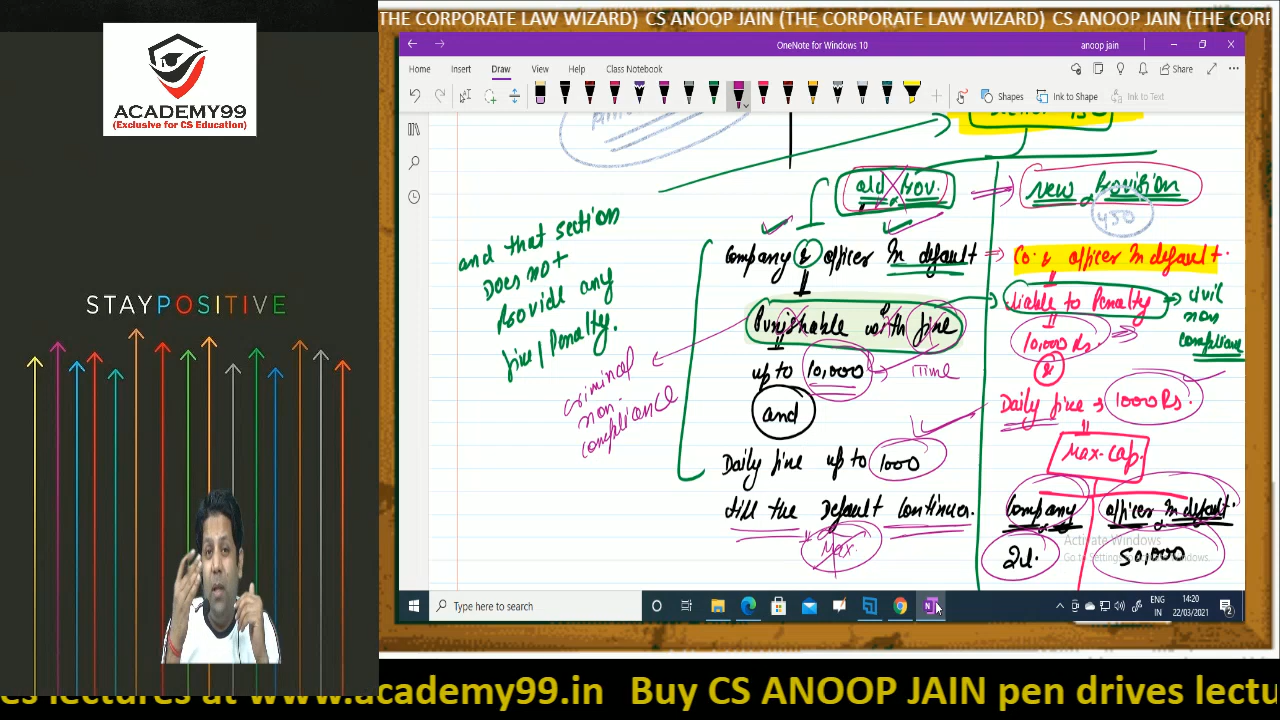 THE CORPORATE LAW WIZARD) CS ANOOP JAIN (THE CORPORATE LAW WIZARD) CS ANOOP JAIN (THE COR
ACADEMY99
(Exclusive for CS Education)
OneNote for Windows 10
anoop jain
Home Insert Draw View Help Class Notebook
Share
Shapes Ink to Shape Ink to Text
old Prov.
New Provision
450
and that section
Does not
Provide any
fine/Penalty.
Company & officer In default
Co. & officer In default.
Punishable with fine
Liable to Penalty
civil
non
compliance
10,000 Rs.
up to 10,000
criminal
non.
compliance
&
and
Daily fine 1000 Rs.
Max. cap.
Daily fine up to 1000
till the Default continues.
Company officer In default.
Max.
50,000
Activate Windows
STAYPOSITIVE
Type here to search
ENG
IN
14:20
22/03/2021
2
cs lectures at www.academy99.in Buy CS ANOOP JAIN pen drives lectu